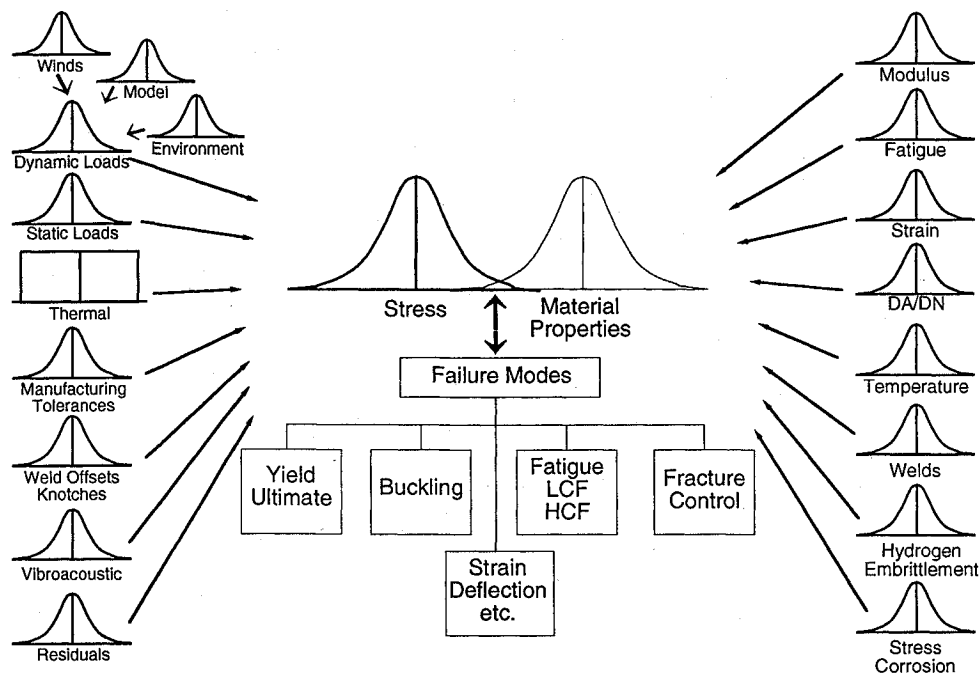 Winds
Model
Environment
Dynamic Loads
Static Loads
Thermal
Manufacturing
Tolerances
Weld Offsets
Knotches
Vibroacoustic
Residuals
Stress
Material
Properties
Failure Modes
Yield
Ultimate
Buckling
Fatigue
LCF
HCF
Fracture
Control
Strain
Deflection
etc.
Modulus
Fatigue
Strain
DA/DN
Temperature
Welds
Hydrogen
Embrittlement
Stress
Corrosion